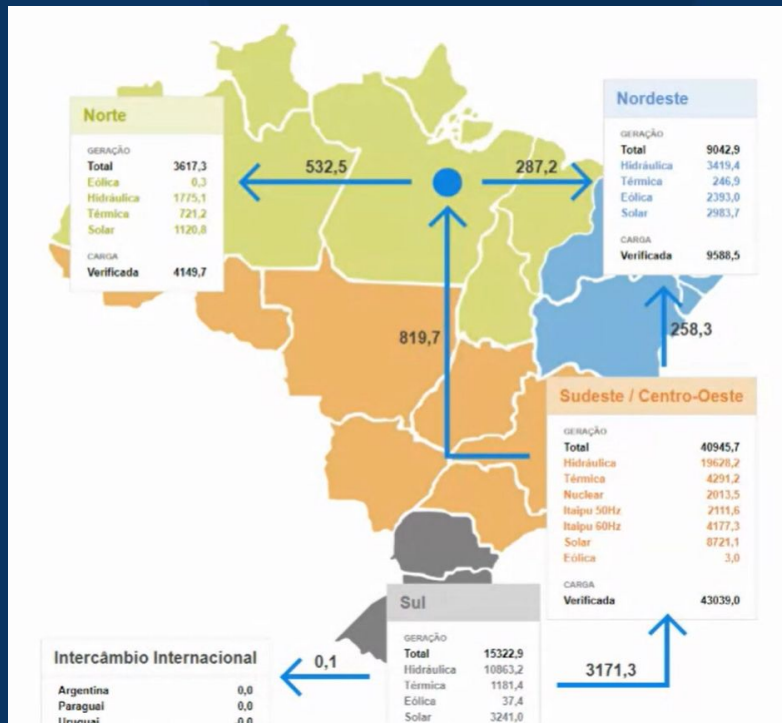 Norte
GERAÇÃO
Total 3617,3
Eólica 0,3
Hidráulica 1775,1
Térmica 721,2
Solar 1120,8
CARGA
Verificada 4149,7
532,5
287,2
Nordeste
GERAÇÃO
Total 9042,9
Hidráulica 3419,4
Térmica 246,9
Eólica 2393,0
Solar 2983,7
CARGA
Verificada 9588,5
819,7
258,3
Sudeste / Centro-Oeste
GERAÇÃO
Total 40945,7
Hidráulica 19628,2
Térmica 4291,2
Nuclear 2013,5
Itaipu 50Hz 2111,6
Itaipu 60Hz 4177,3
Solar 8721,1
Eólica 3,0
CARGA
Verificada 43039,0
Sul
GERAÇÃO
Total 15322,9
Hidráulica 10863,2
Térmica 1181,4
Eólica 37,4
Solar 3241,0
0,1
3171,3
Intercâmbio Internacional
Argentina 0,0
Paraguai 0,0
Uruguai